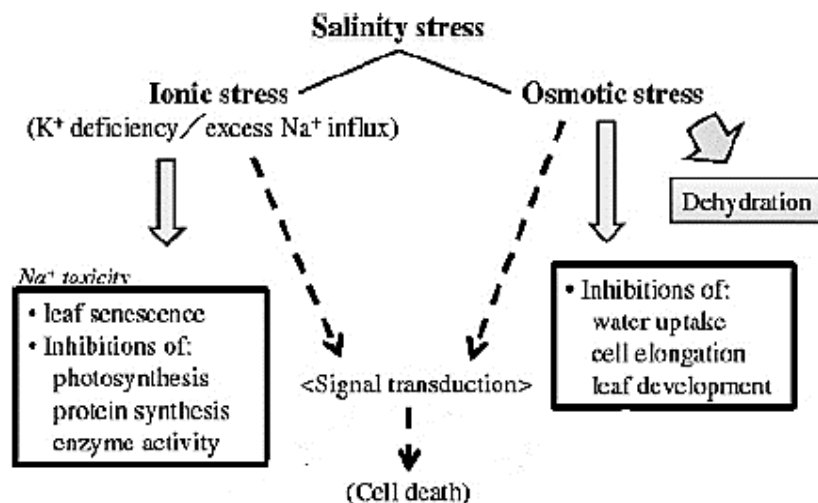 Salinity stress
Ionic stress
(K⁺ deficiency/excess Na⁺ influx)
Osmotic stress
Dehydration
Na⁺ toxicity
• leaf senescence
• Inhibitions of:
photosynthesis
protein synthesis
enzyme activity
• Inhibitions of:
water uptake
cell elongation
leaf development
<Signal transduction>
(Cell death)